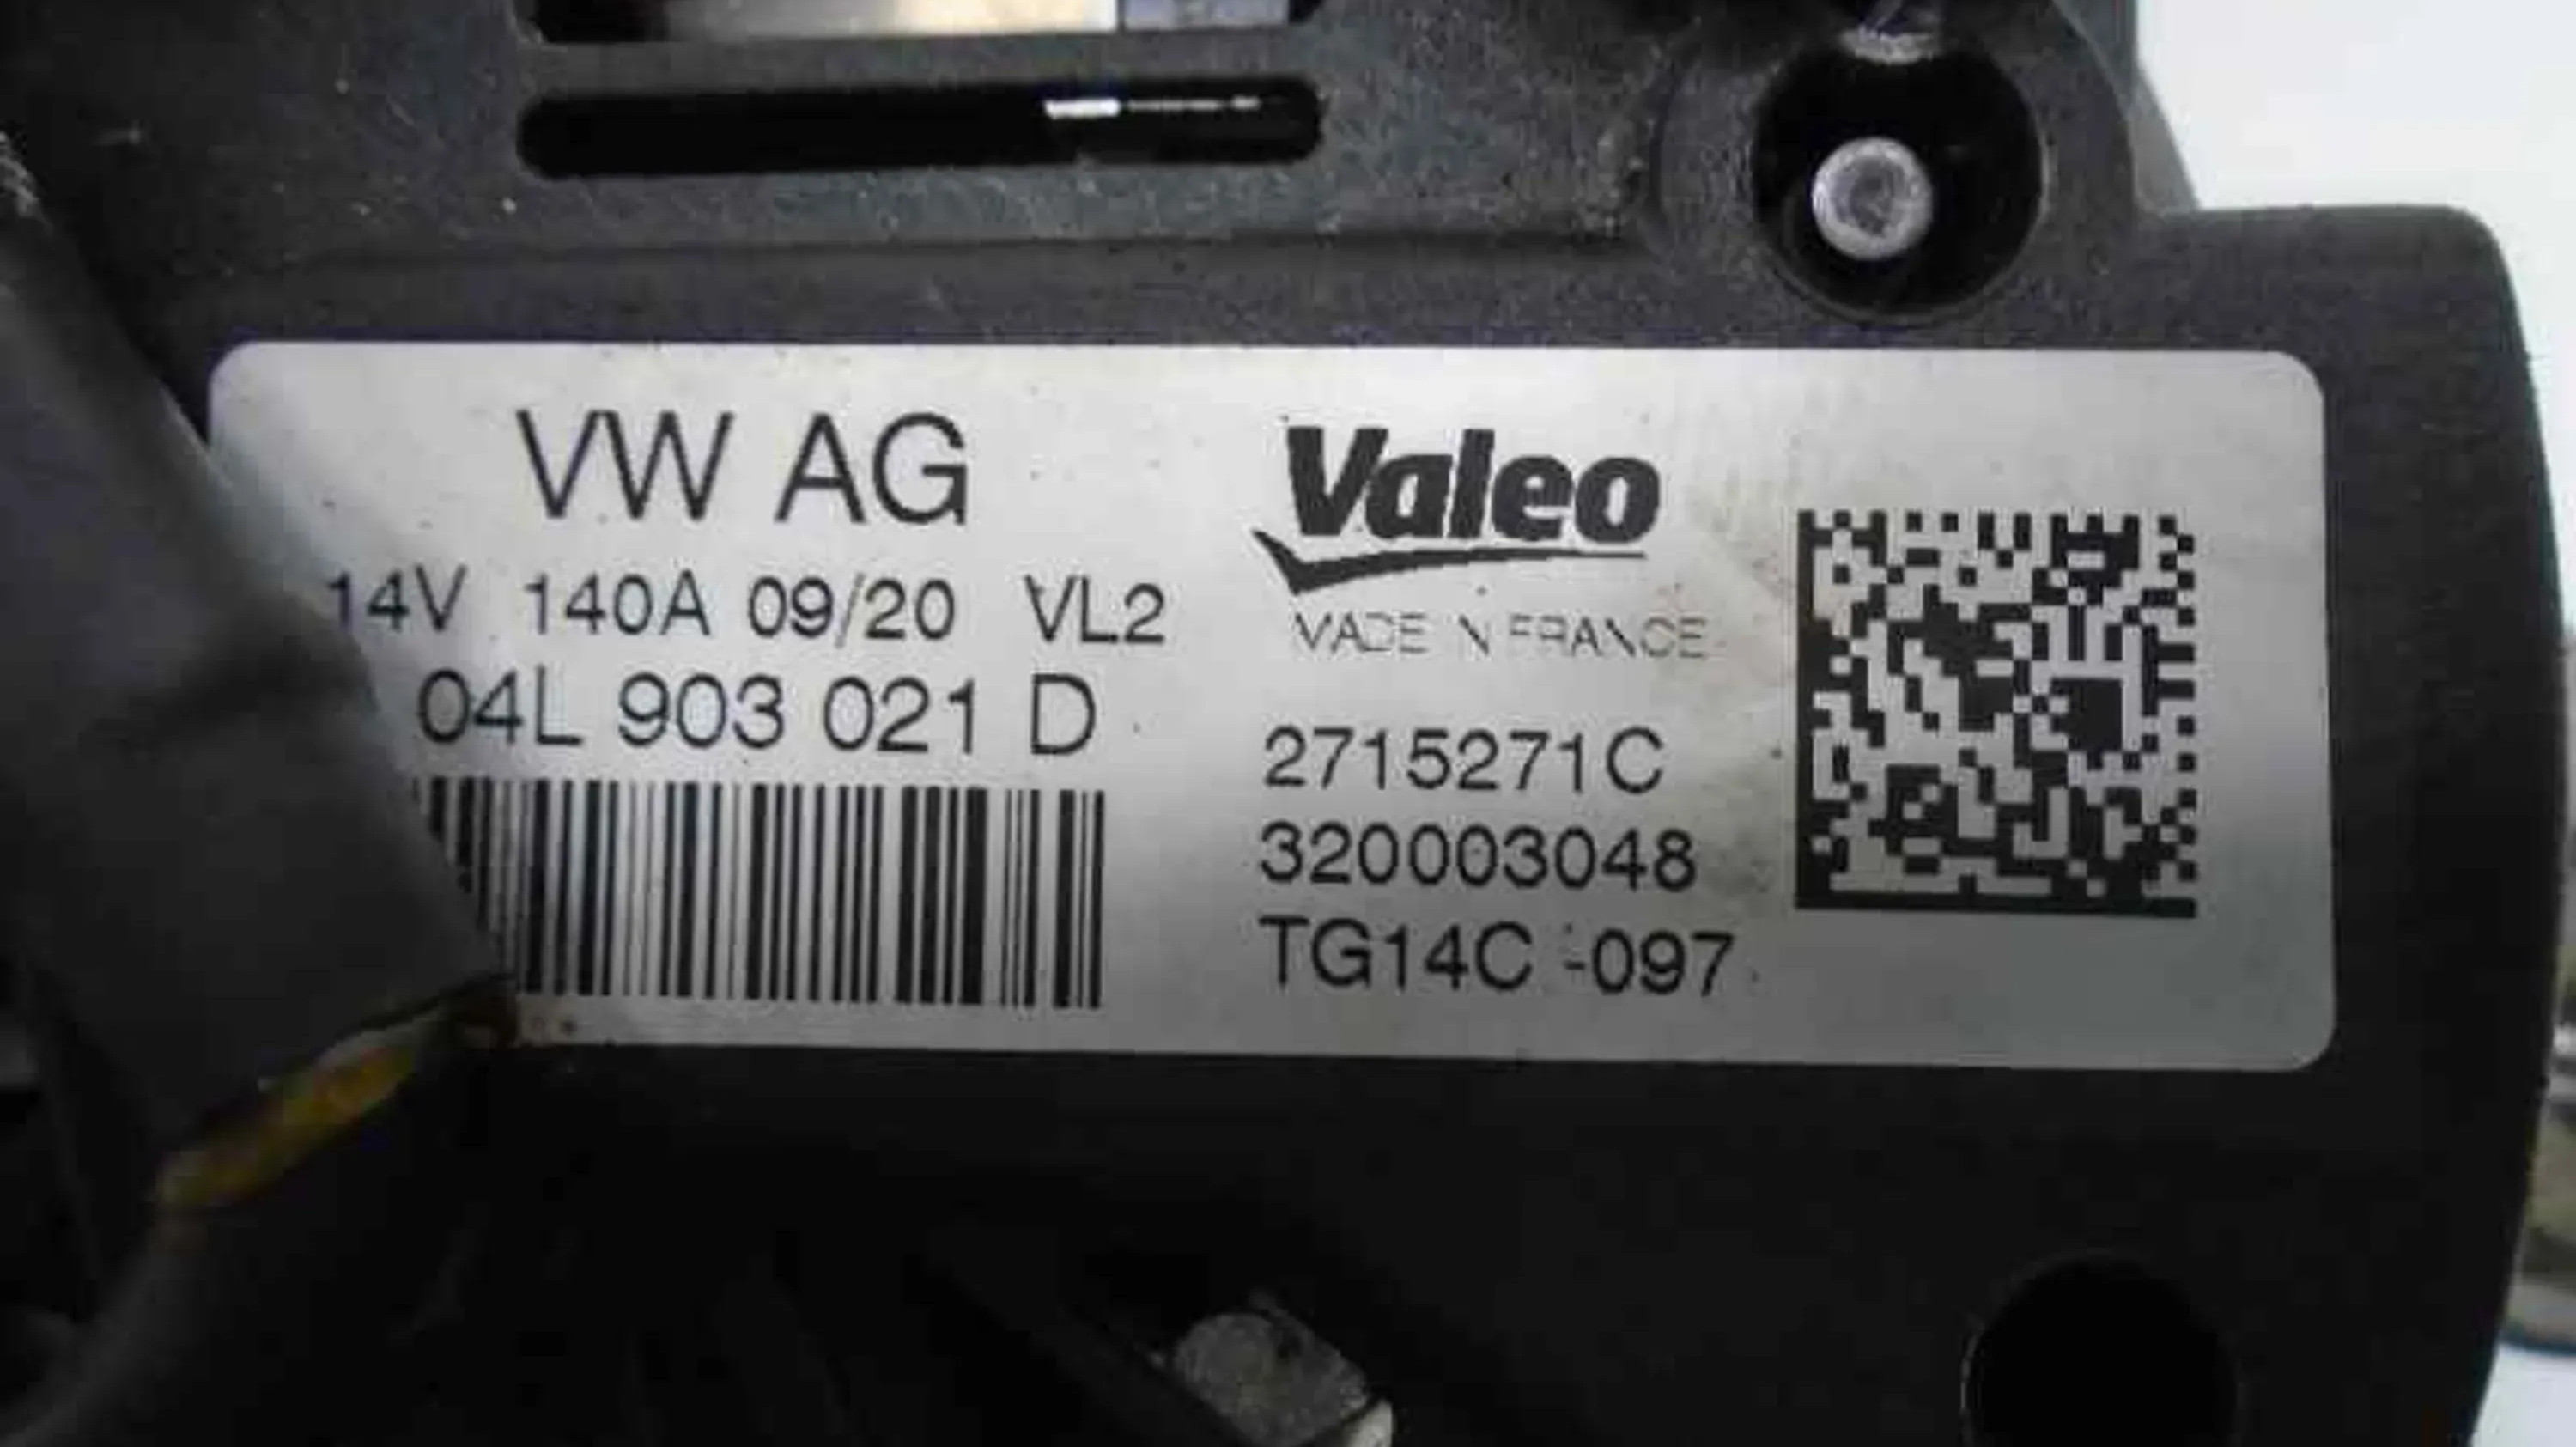 VW AG
14V 140A 09/20 VL2
04L 903 021 D
Valeo
MADE IN FRANCE
2715271C
320003048
TG14C -097